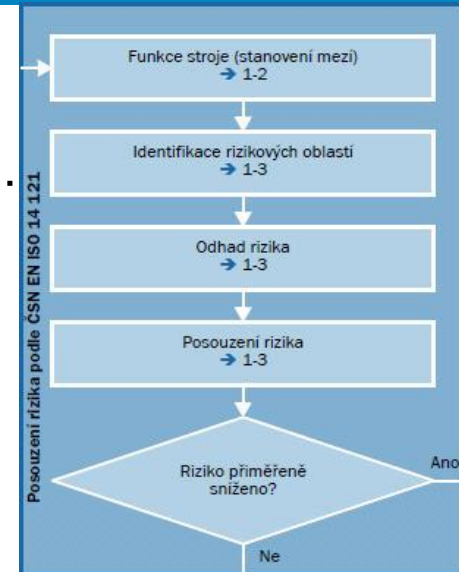 Posouzení rizika podle ČSN EN ISO 14 121
Funkce stroje (stanovení mezí)
➔ 1-2
Identifikace rizikových oblastí
➔ 1-3
Odhad rizika
➔ 1-3
Posouzení rizika
➔ 1-3
Riziko přiměřeně
sníženo?
Ano
Ne